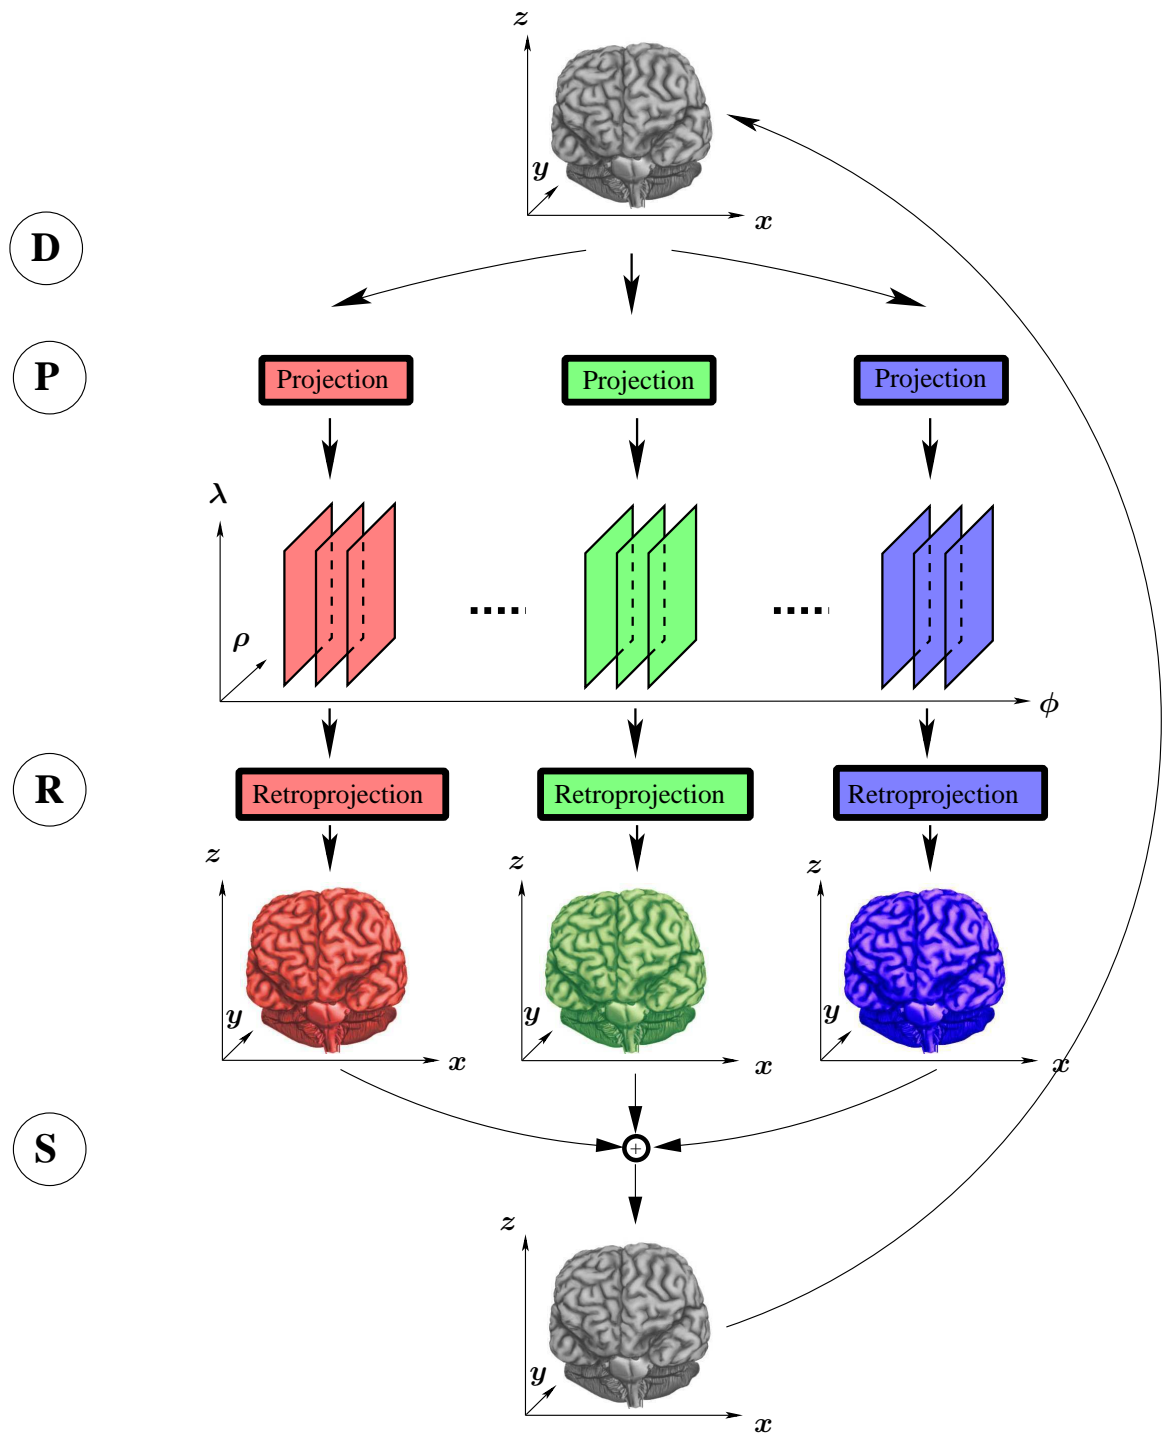 z
y
x
D
P
Projection Projection Projection
λ
ρ
ϕ
R
Retroprojection Retroprojection Retroprojection
z z z
y y y
x x x
S
+
z
y
x